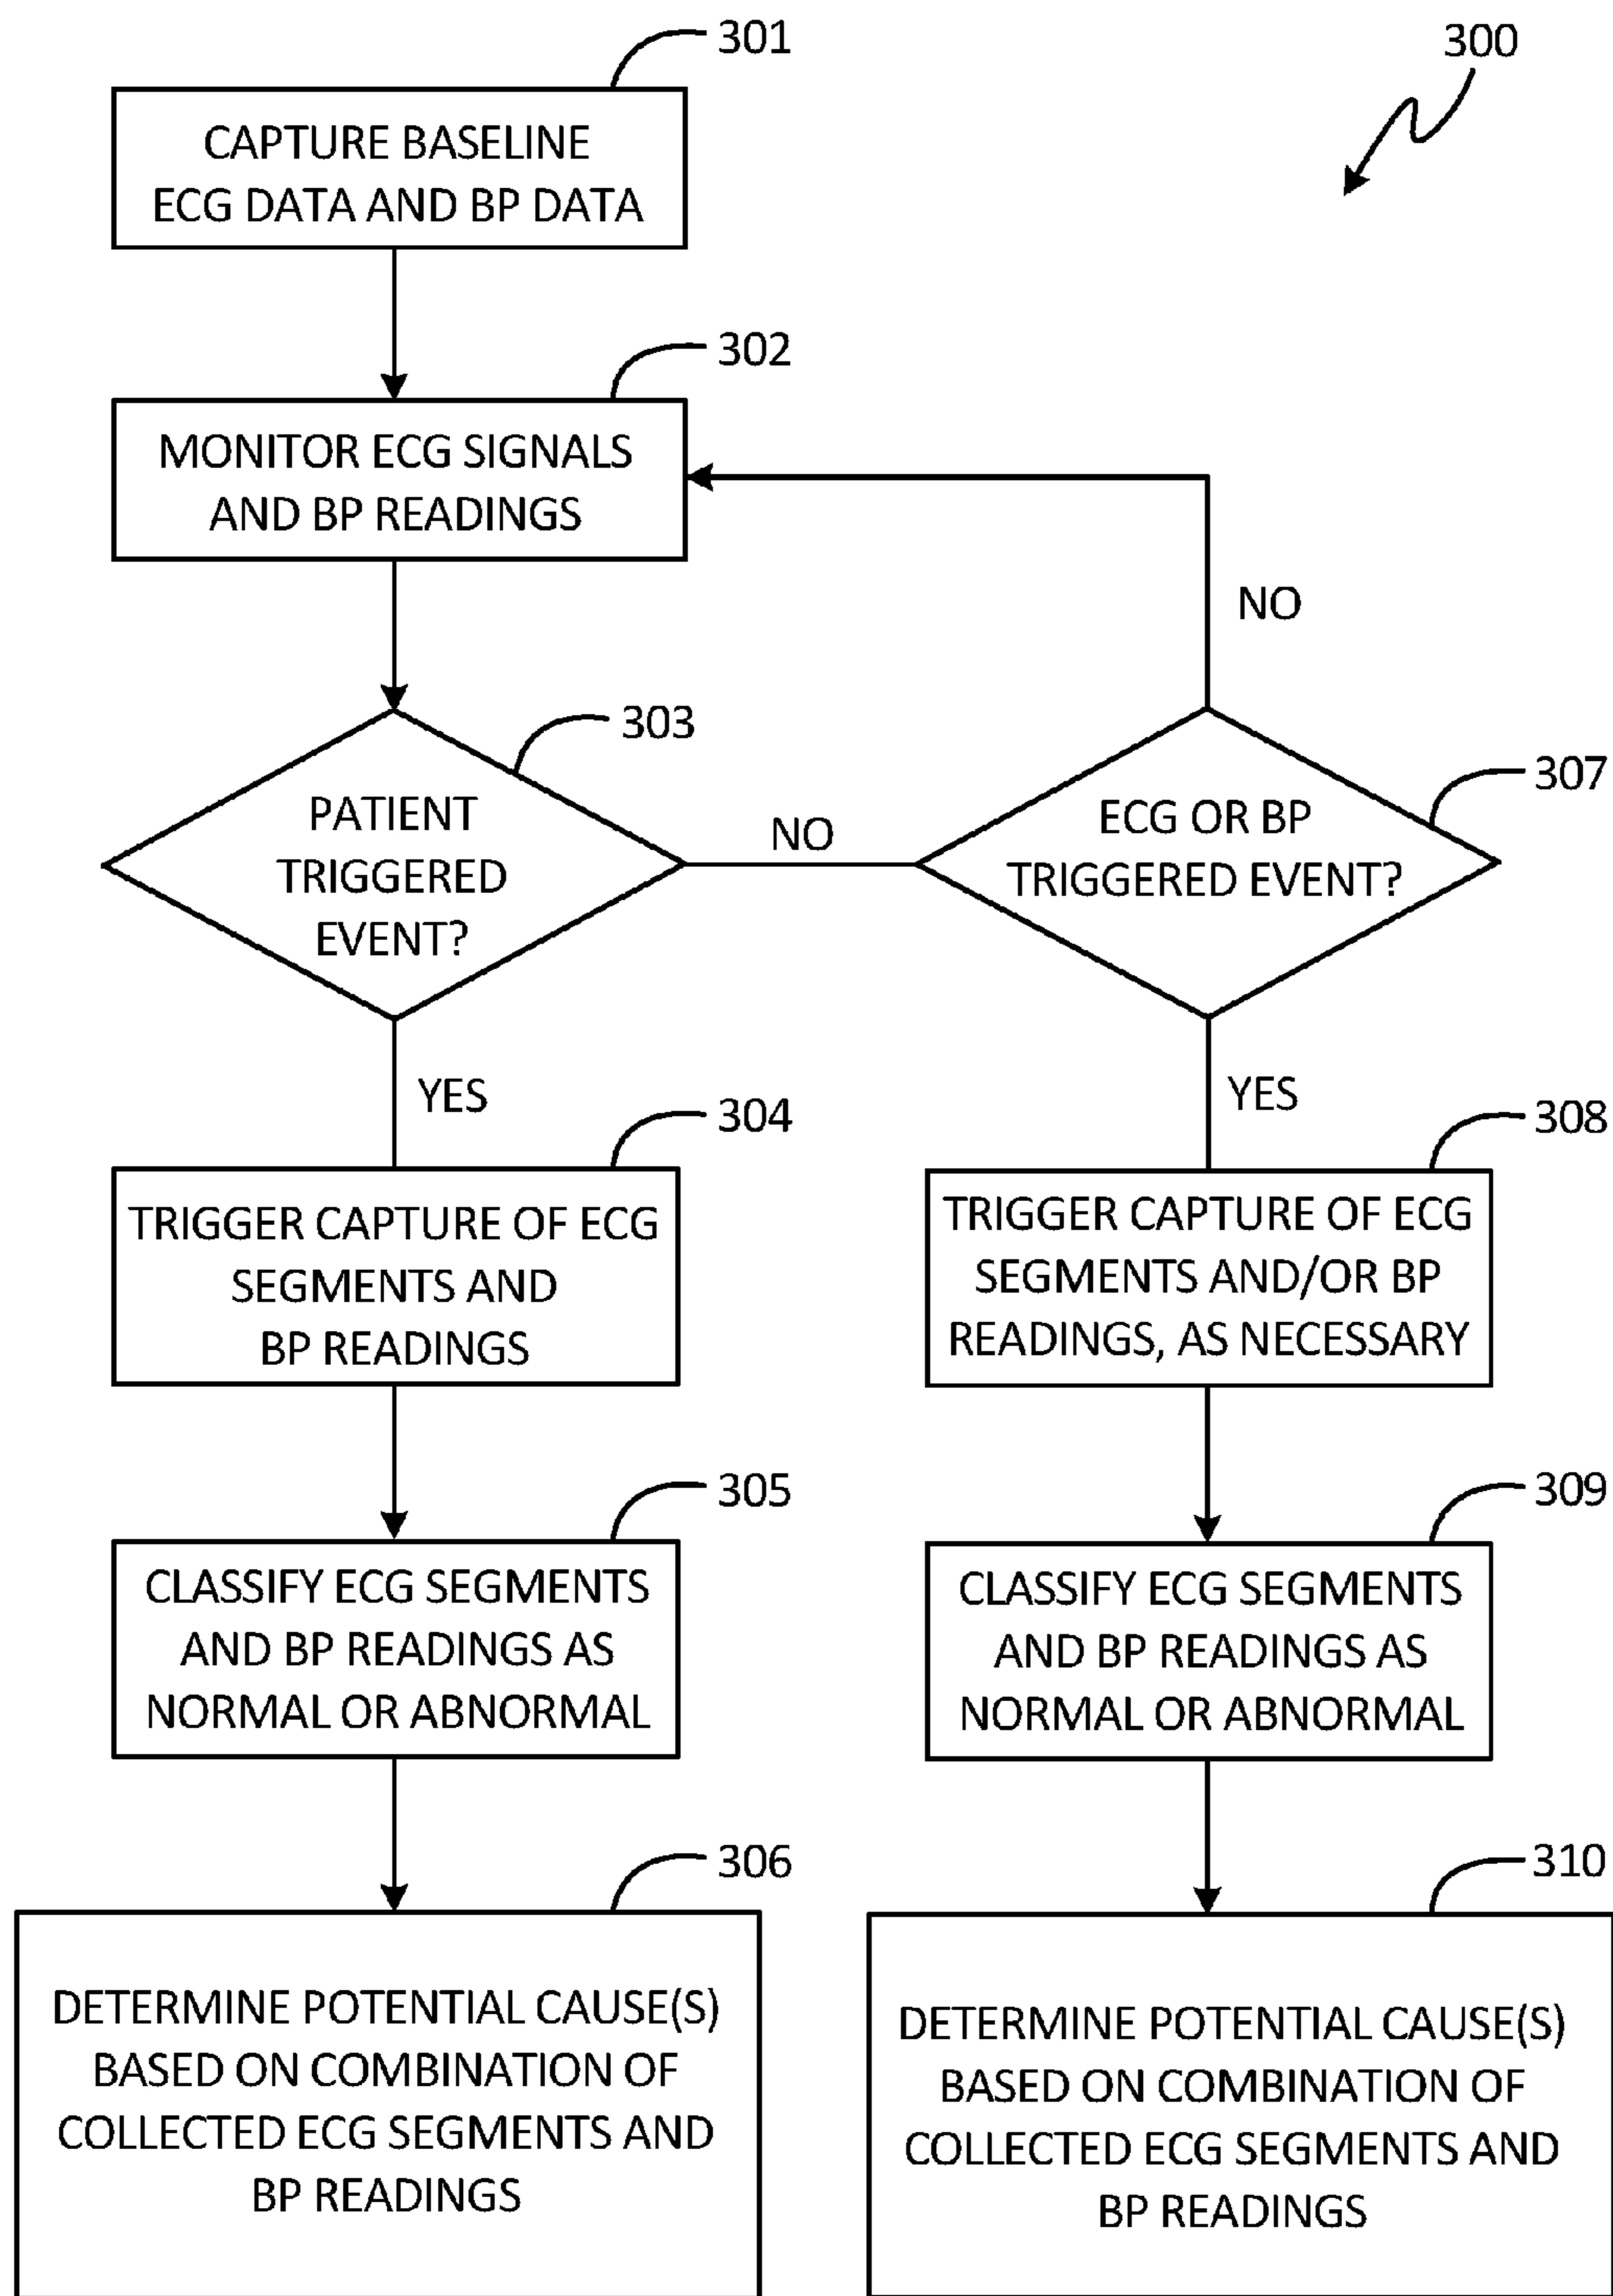 301
300
CAPTURE BASELINE
ECG DATA AND BP DATA
302
MONITOR ECG SIGNALS
AND BP READINGS
NO
303
PATIENT
TRIGGERED
EVENT?
NO
307
ECG OR BP
TRIGGERED EVENT?
YES
304
TRIGGER CAPTURE OF ECG
SEGMENTS AND
BP READINGS
YES
308
TRIGGER CAPTURE OF ECG
SEGMENTS AND/OR BP
READINGS, AS NECESSARY
305
CLASSIFY ECG SEGMENTS
AND BP READINGS AS
NORMAL OR ABNORMAL
309
CLASSIFY ECG SEGMENTS
AND BP READINGS AS
NORMAL OR ABNORMAL
306
DETERMINE POTENTIAL CAUSE(S)
BASED ON COMBINATION OF
COLLECTED ECG SEGMENTS AND
BP READINGS
310
DETERMINE POTENTIAL CAUSE(S)
BASED ON COMBINATION OF
COLLECTED ECG SEGMENTS AND
BP READINGS